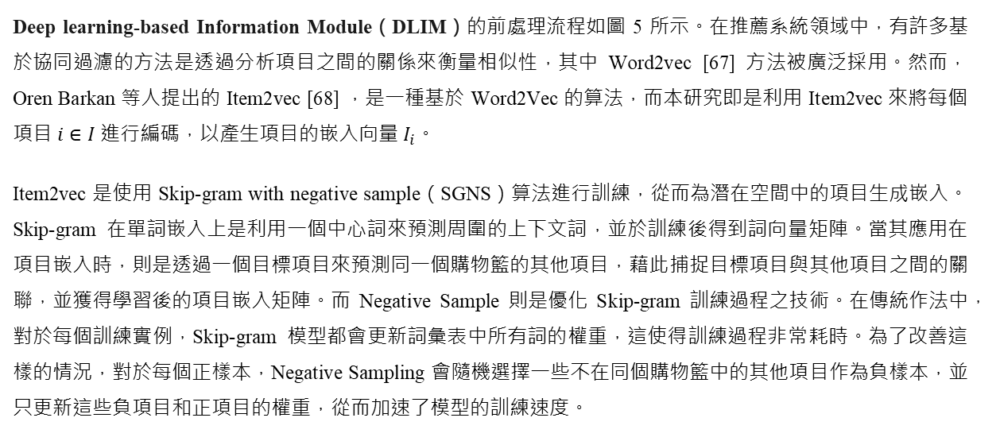 Deep learning-based Information Module（DLIM）的前處理流程如圖 5 所示。在推薦系統領域中，有許多基
於協同過濾的方法是透過分析項目之間的關係來衡量相似性，其中 Word2vec [67] 方法被廣泛採用。然而，
Oren Barkan 等人提出的 Item2vec [68] ，是一種基於 Word2Vec 的算法，而本研究即是利用 Item2vec 來將每個
項目 i ∈ I 進行編碼，以產生項目的嵌入向量 Iᵢ。
Item2vec 是使用 Skip-gram with negative sample（SGNS）算法進行訓練，從而為潛在空間中的項目生成嵌入。
Skip-gram 在單詞嵌入上是利用一個中心詞來預測周圍的上下文詞，並於訓練後得到詞向量矩陣。當其應用在
項目嵌入時，則是透過一個目標項目來預測同一個購物籃的其他項目，藉此捕捉目標項目與其他項目之間的關
聯，並獲得學習後的項目嵌入矩陣。而 Negative Sample 則是優化 Skip-gram 訓練過程之技術。在傳統作法中，
對於每個訓練實例，Skip-gram 模型都會更新詞彙表中所有詞的權重，這使得訓練過程非常耗時。為了改善這
樣的情況，對於每個正樣本，Negative Sampling 會隨機選擇一些不在同個購物籃中的其他項目作為負樣本，並
只更新這些負項目和正項目的權重，從而加速了模型的訓練速度。